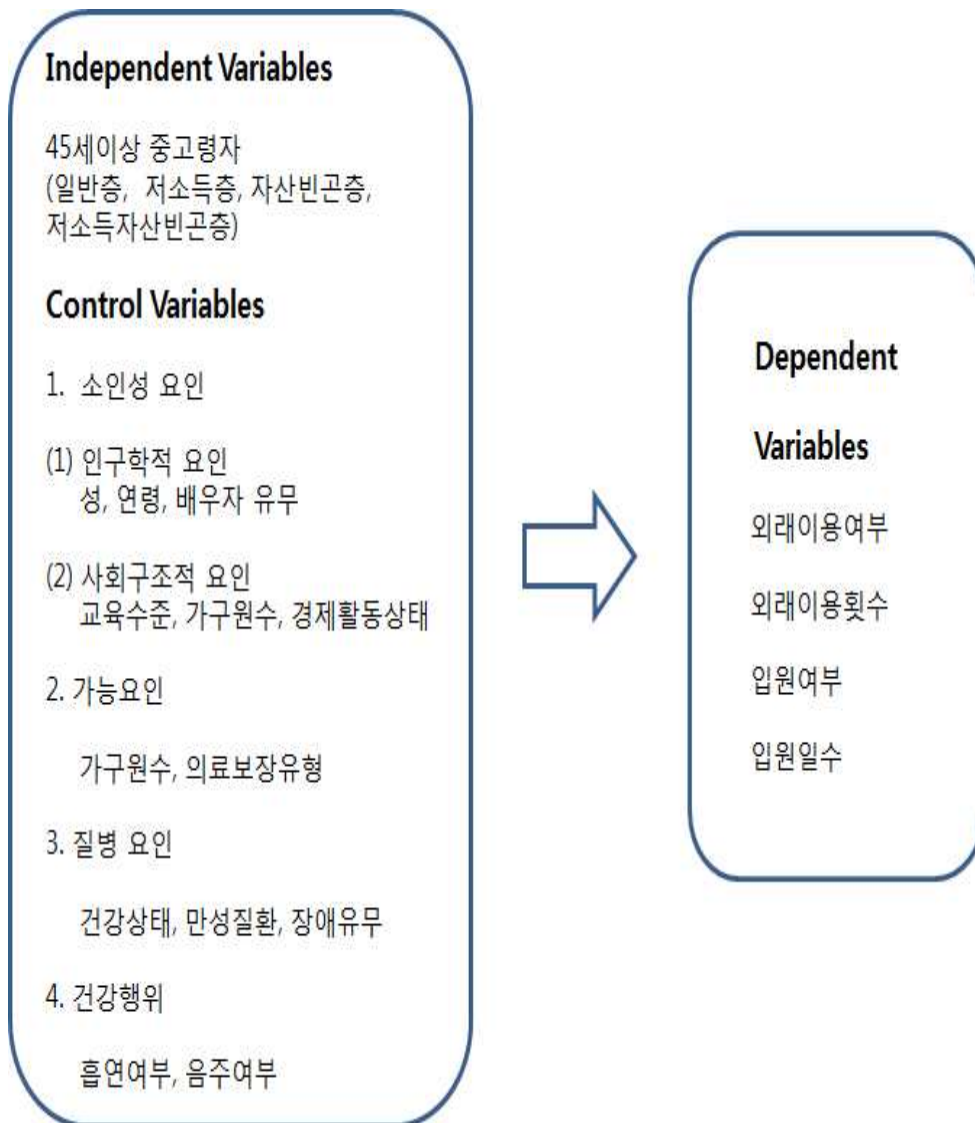 Independent Variables
45세이상 중고령자
(일반층, 저소득층, 자산빈곤층,
저소득자산빈곤층)
Control Variables
1. 소인성 요인
(1) 인구학적 요인
성, 연령, 배우자 유무
(2) 사회구조적 요인
교육수준, 가구원수, 경제활동상태
2. 가능요인
가구원수, 의료보장유형
3. 질병 요인
건강상태, 만성질환, 장애유무
4. 건강행위
흡연여부, 음주여부
Dependent
Variables
외래이용여부
외래이용횟수
입원여부
입원일수